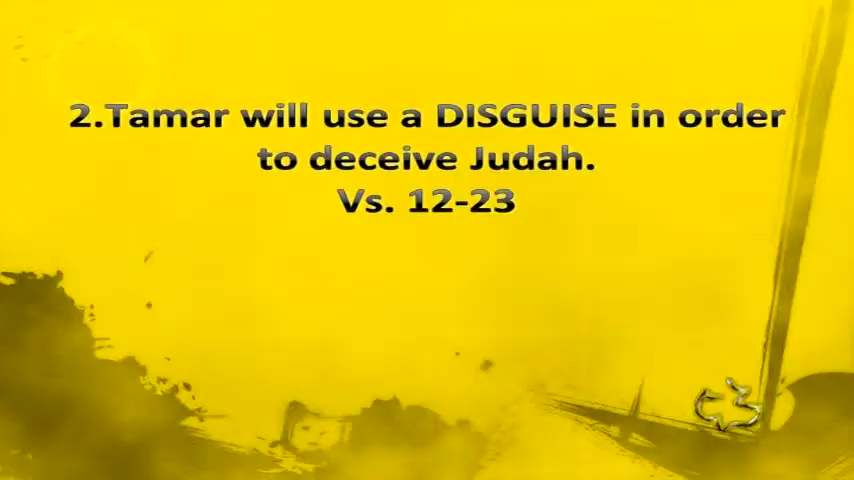 2.Tamar will use a DISGUISE in order
to deceive Judah.
Vs. 12-23